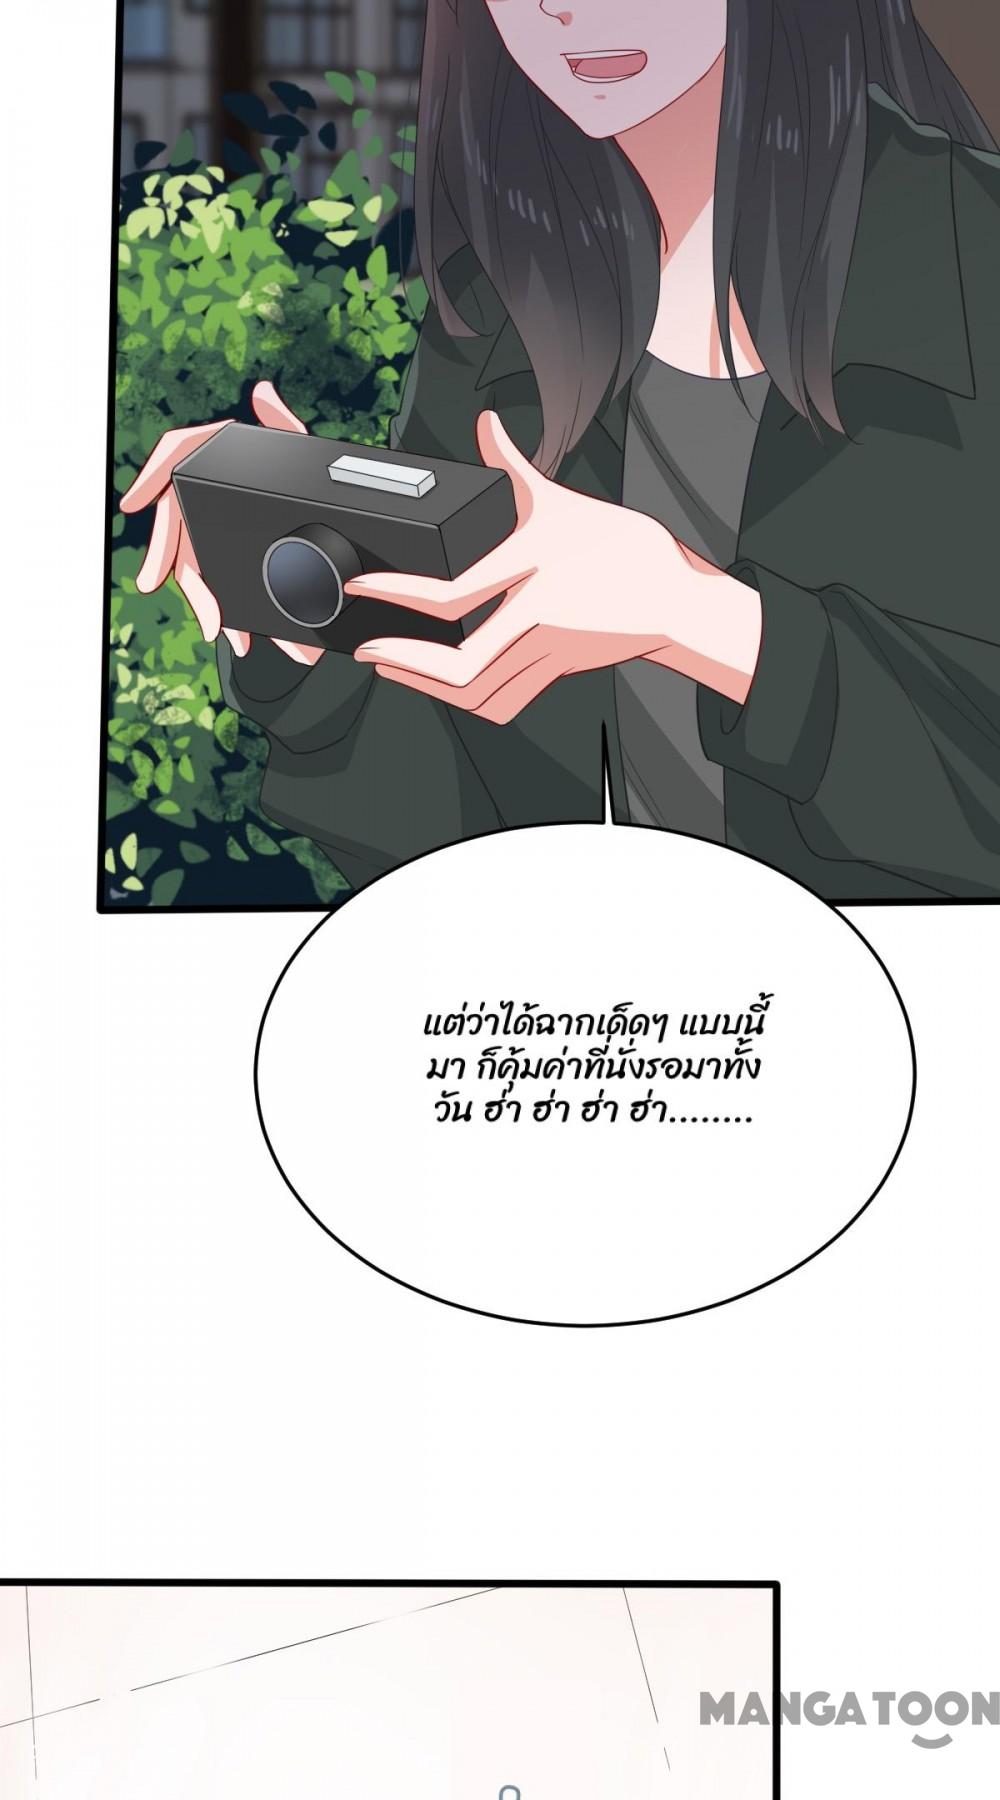 แต่ว่าได้ฉากเด็ดๆ แบบนี้
มา ก็คุ้มค่าที่นั่งรอมาทั้ง
วัน ฮ่า ฮ่า ฮ่า ฮ่า........
MANGATOON